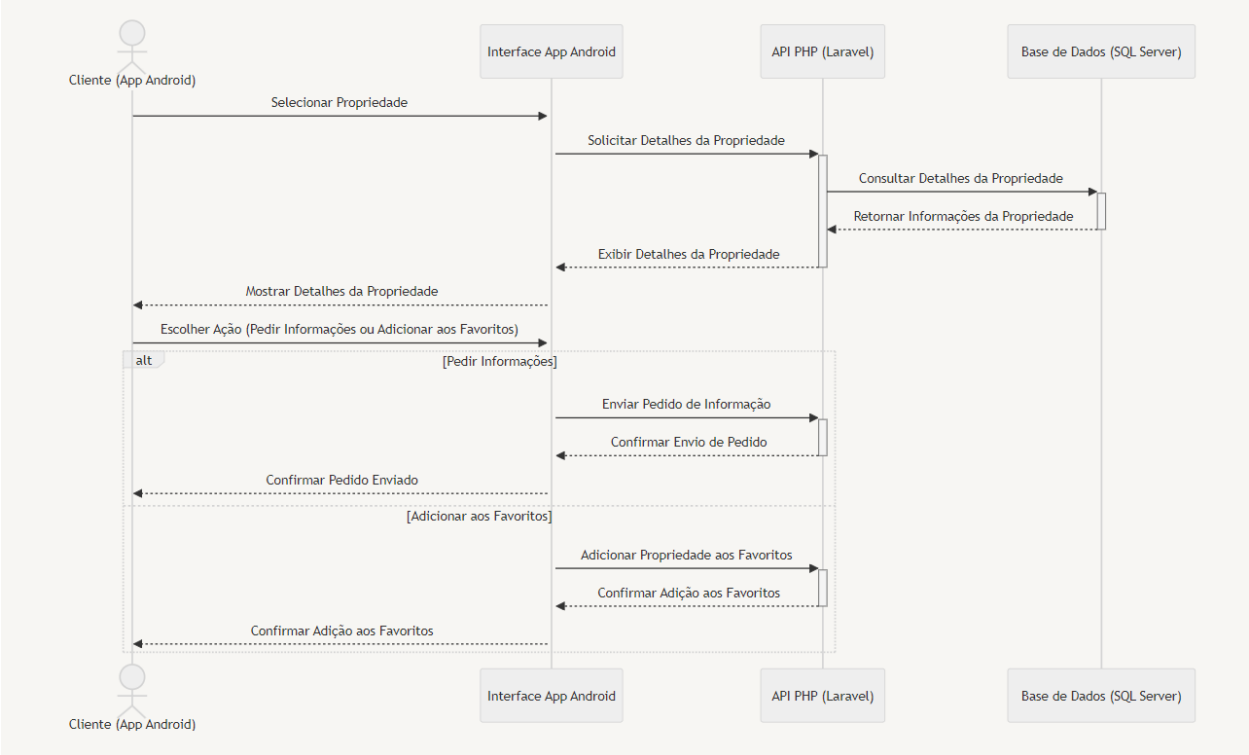 Cliente (App Android)
Interface App Android
API PHP (Laravel)
Base de Dados (SQL Server)
Selecionar Propriedade
Solicitar Detalhes da Propriedade
Consultar Detalhes da Propriedade
Retornar Informações da Propriedade
Exibir Detalhes da Propriedade
Mostrar Detalhes da Propriedade
Escolher Ação (Pedir Informações ou Adicionar aos Favoritos)
alt
[Pedir Informações]
Enviar Pedido de Informação
Confirmar Envio de Pedido
Confirmar Pedido Enviado
[Adicionar aos Favoritos]
Adicionar Propriedade aos Favoritos
Confirmar Adição aos Favoritos
Confirmar Adição aos Favoritos
Cliente (App Android)
Interface App Android
API PHP (Laravel)
Base de Dados (SQL Server)